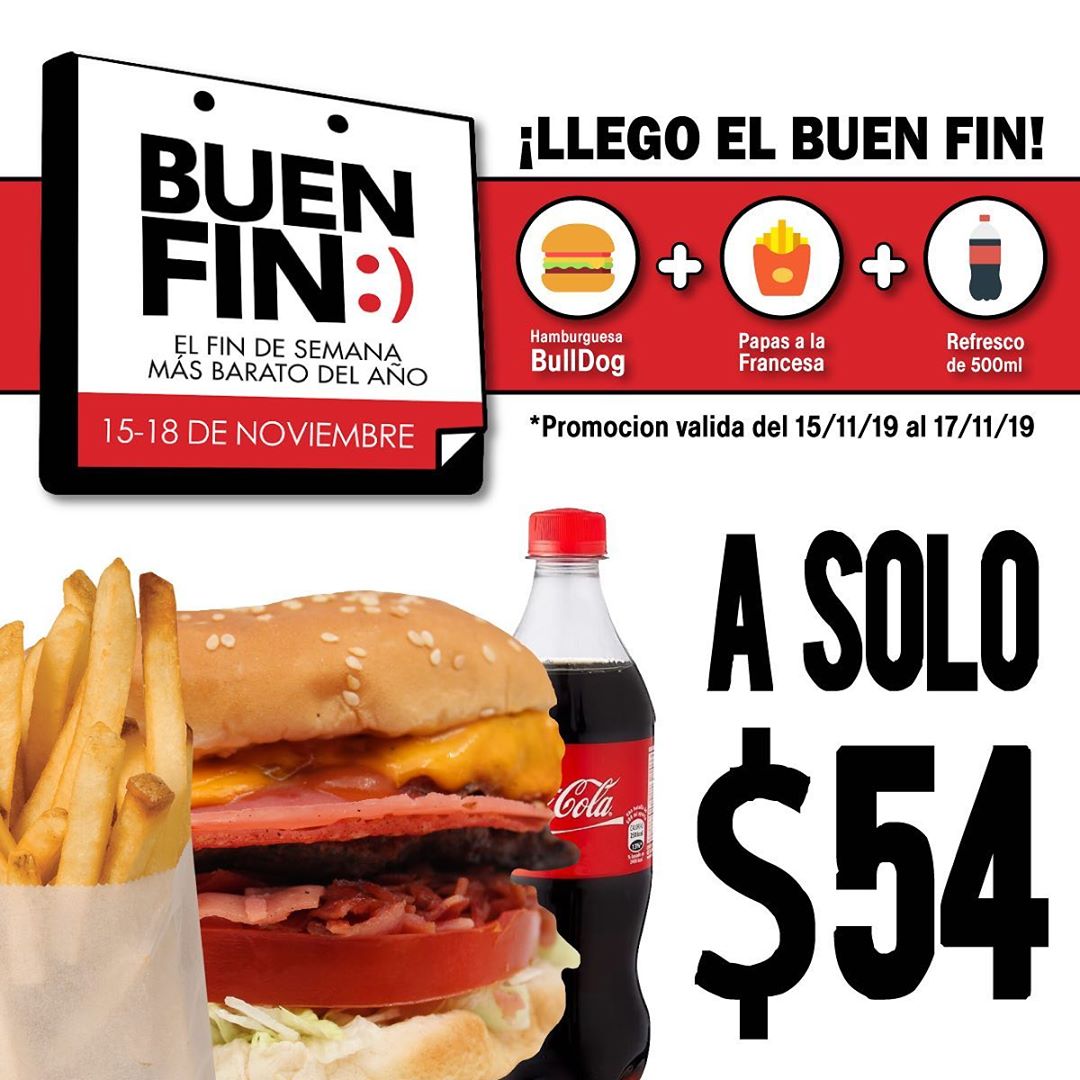 BUEN
FIN:)
EL FIN DE SEMANA
MÁS BARATO DEL AÑO
15-18 DE NOVIEMBRE
¡LLEGO EL BUEN FIN!
+
+
Hamburguesa
BullDog
Papas a la
Francesa
Refresco
de 500ml
*Promocion valida del 15/11/19 al 17/11/19
A SOLO
$54
Cola